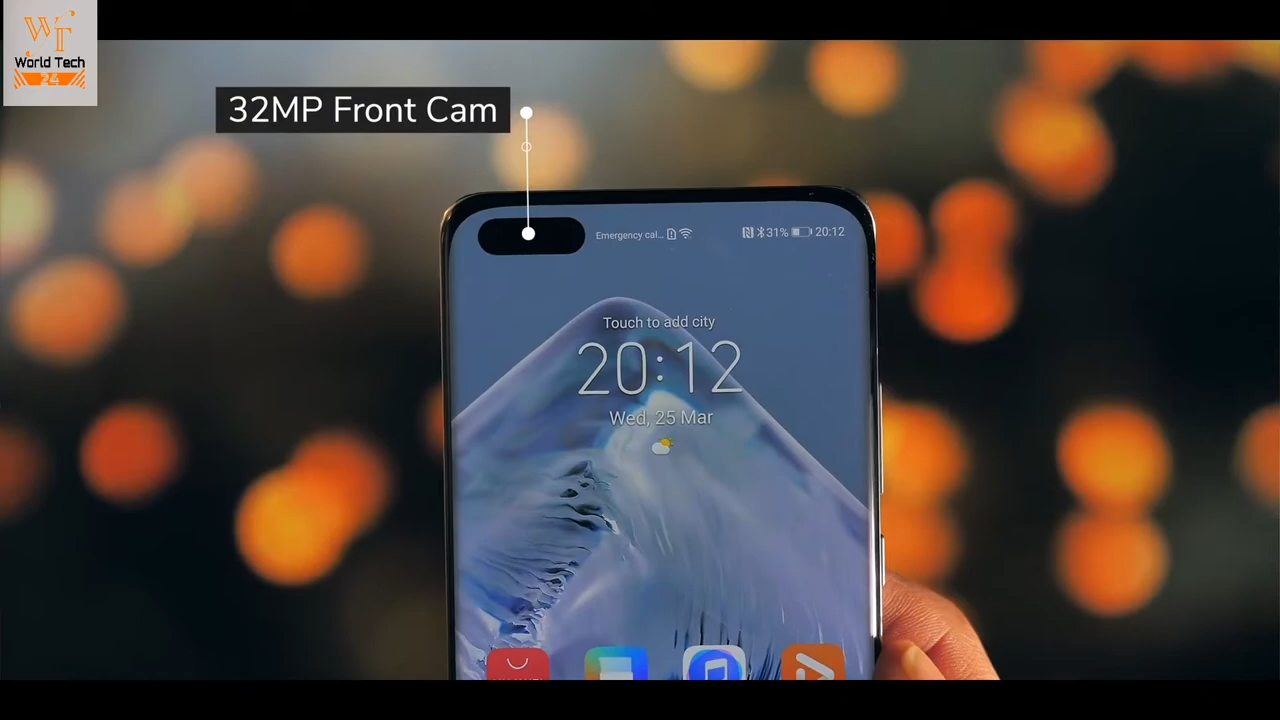 WT
World Tech
24
32MP Front Cam
Emergency cal...
31%
20:12
Touch to add city
20:12
Wed, 25 Mar